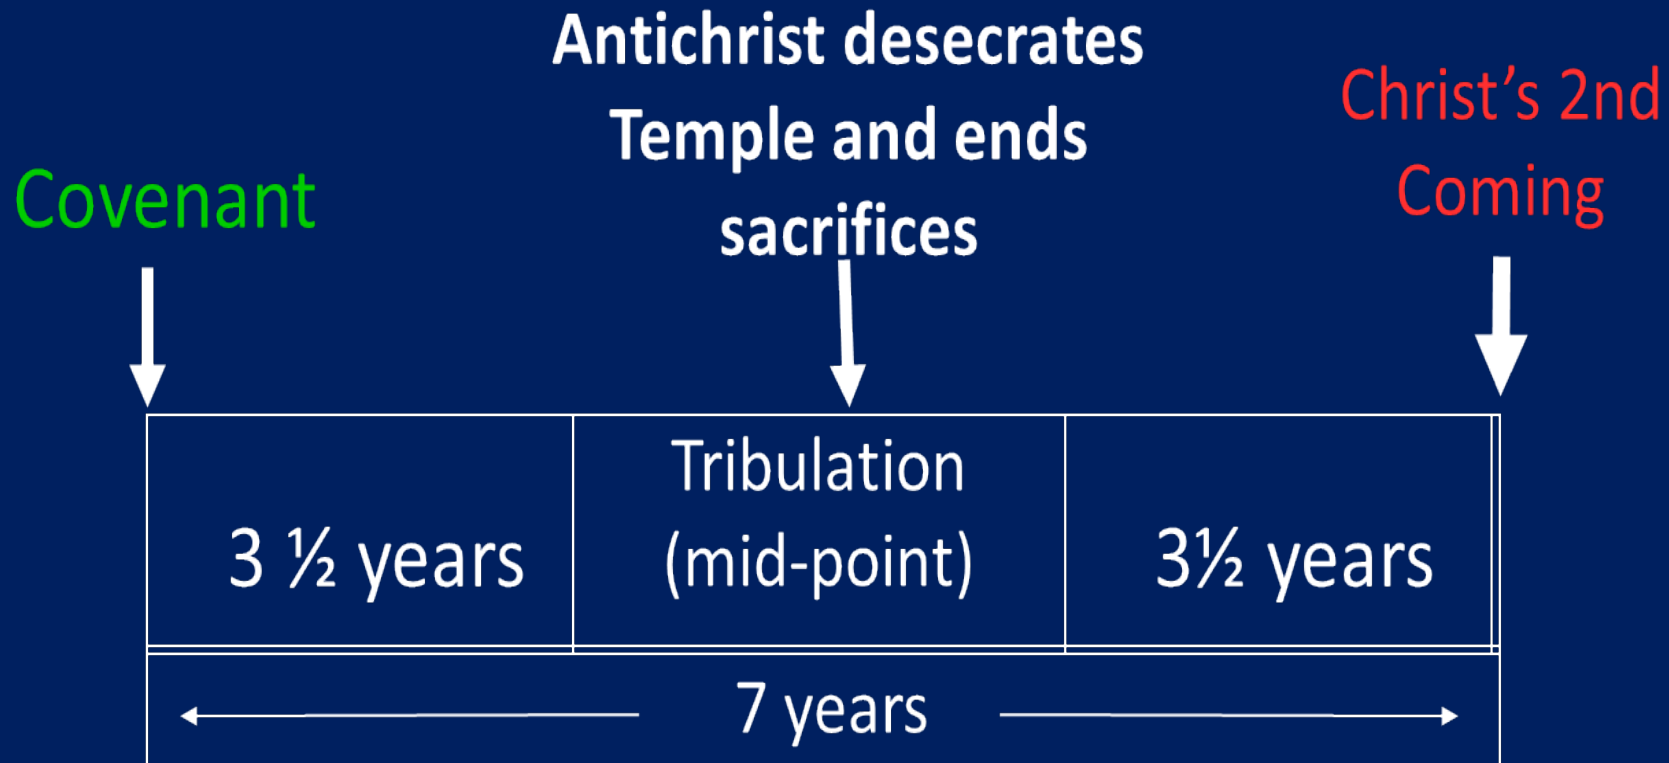 Antichrist desecrates
Temple and ends
sacrifices
Christ’s 2nd
Coming
Covenant
3 ½ years
Tribulation
(mid-point)
3½ years
7 years